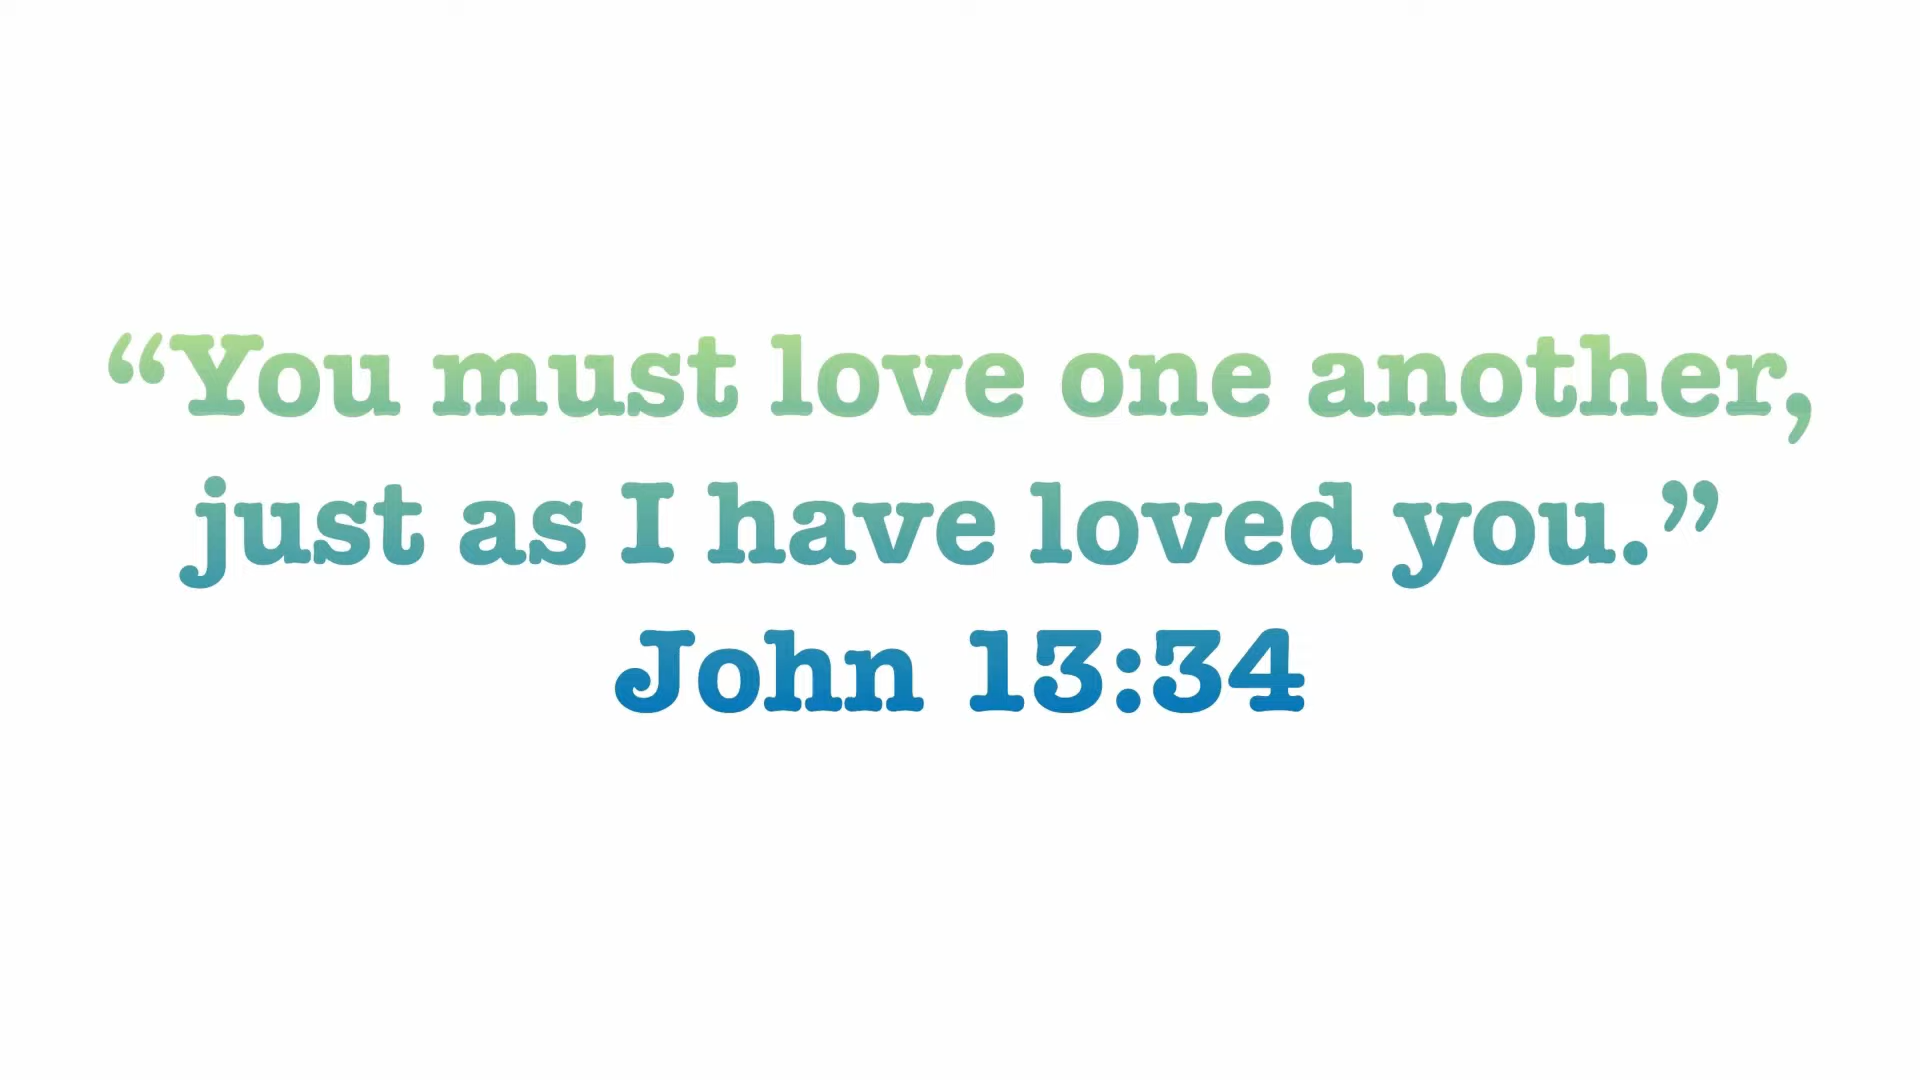 “You must love one another,
just as I have loved you.”
John 13:34